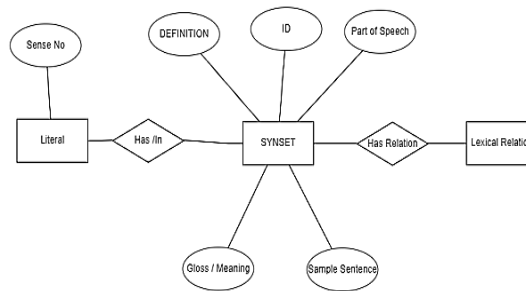 DEFINITION
ID
Part of Speech
Sense No
Literal
Has /In
SYNSET
Has Relation
Lexical Relatio
Gloss / Meaning
Sample Sentence